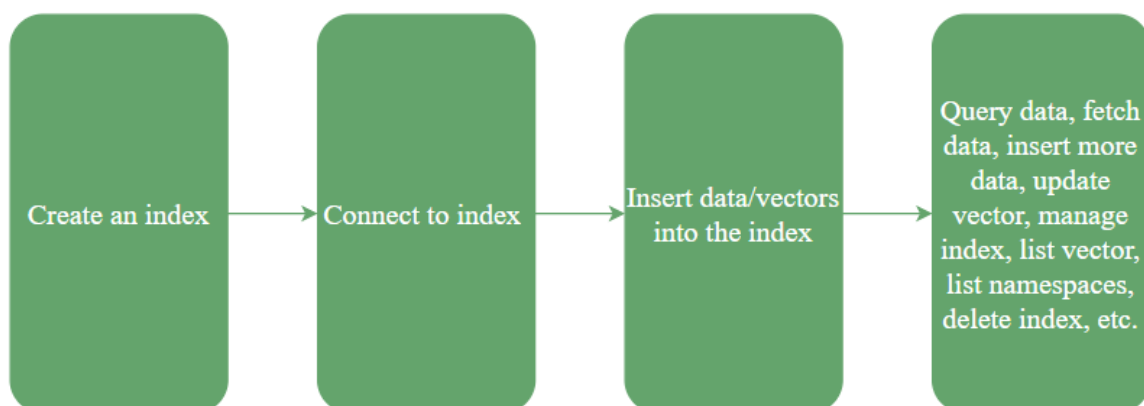 Create an index
Connect to index
Insert data/vectors
into the index
Query data, fetch
data, insert more
data, update
vector, manage
index, list vector,
list namespaces,
delete index, etc.